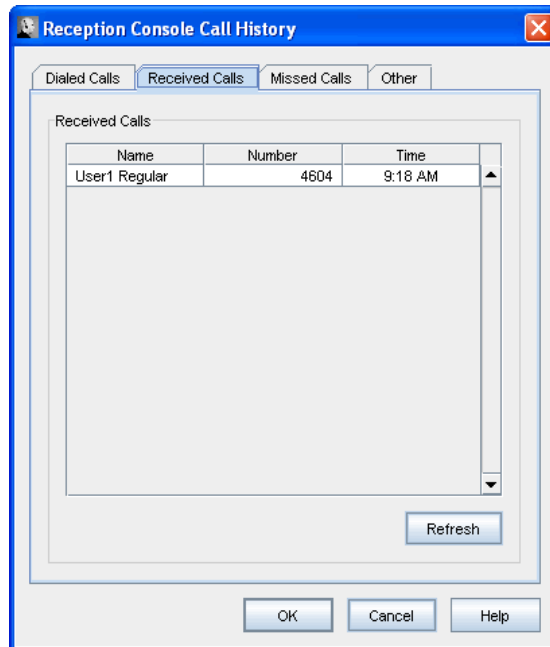 Reception Console Call History
Dialed Calls Received Calls Missed Calls Other
Received Calls
Name Number Time
User1 Regular 4604 9:18 AM
Refresh
OK Cancel Help